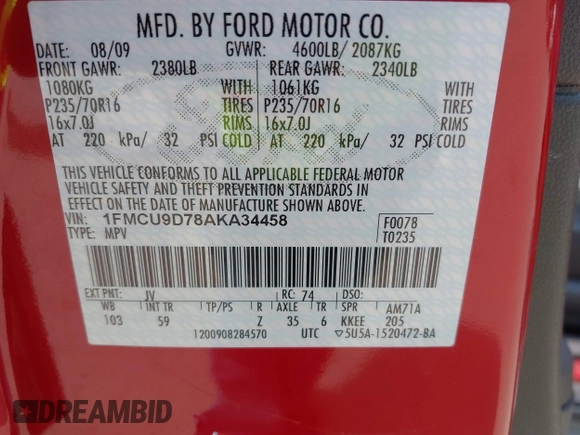 MFD. BY FORD MOTOR CO.
DATE: 08/09 GVWR: 4600LB/ 2087KG
FRONT GAWR: 2380LB REAR GAWR: 2340LB
1080KG WITH 1061KG WITH
P235/70R16 TIRES P235/70R16 TIRES
16x7.0J RIMS 16x7.0J RIMS
AT 220 kPa/ 32 PSI COLD AT 220 kPa/ 32 PSI COLD
THIS VEHICLE CONFORMS TO ALL APPLICABLE FEDERAL MOTOR
VEHICLE SAFETY AND THEFT PREVENTION STANDARDS IN
EFFECT ON THE DATE OF MANUFACTURE SHOWN ABOVE.
VIN: 1FMCU9D78AKA34458 F0078
TYPE: MPV T0235
EXT PNT: JV RC: 74 DSO:
WB INT TR TP/PS R AXLE TR SPR AM71A
103 59 Z 35 6 KKEE 205
1200908284570 UTC ▽5U5A-1520472-BA
DREAMBID